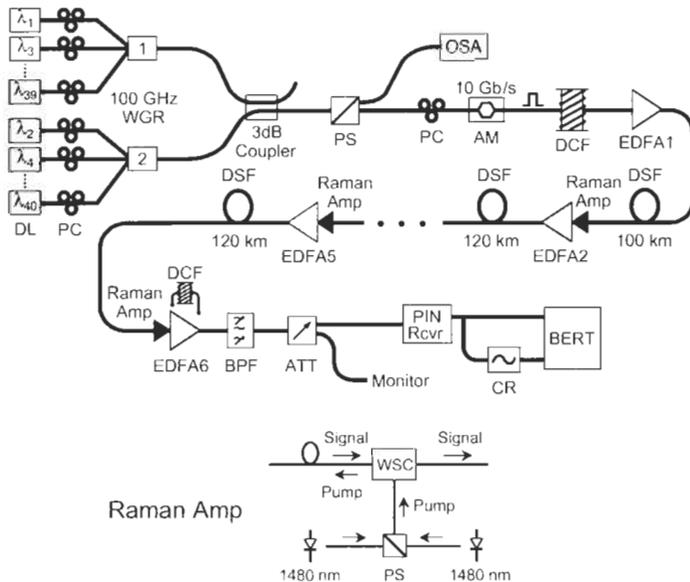 λ1
λ3
λ39
λ2
λ4
λ40
DL
PC
1
2
100 GHz
WGR
3dB
Coupler
PS
OSA
PC
10 Gb/s
AM
DCF
EDFA1
DSF
120 km
Raman
Amp
EDFA5
DSF
120 km
EDFA2
Raman
Amp
DSF
100 km
Raman
Amp
DCF
EDFA6
BPF
ATT
Monitor
PIN
Rcvr
CR
BERT
Raman Amp
Signal
Signal
WSC
Pump
Pump
1480 nm
PS
1480 nm